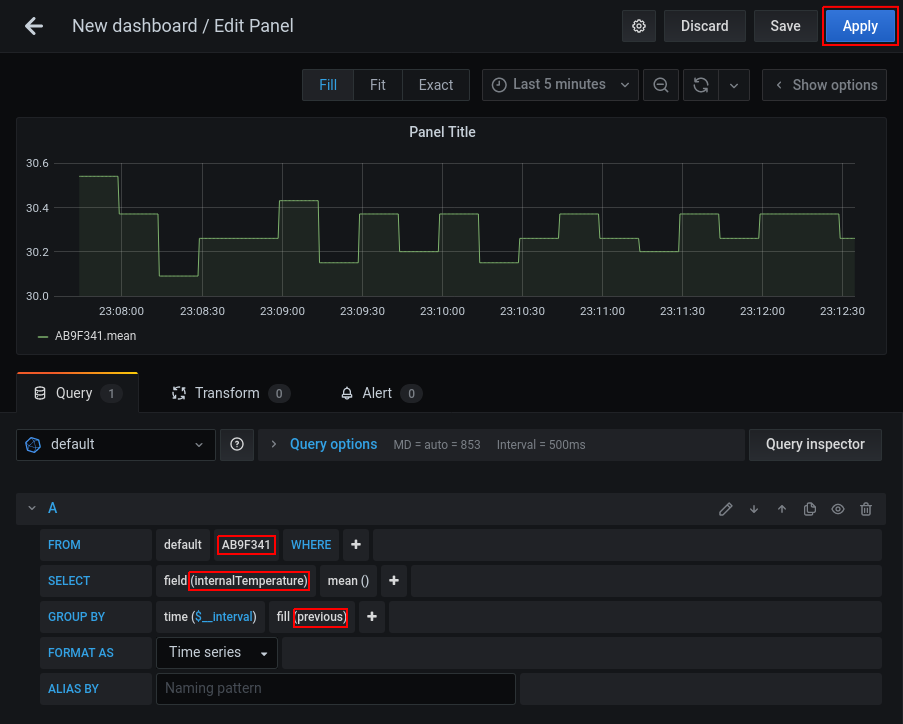 New dashboard / Edit Panel
Discard
Save
Apply
Fill
Fit
Exact
Last 5 minutes
Show options
Panel Title
30.6
30.4
30.2
30.0
23:08:00 23:08:30 23:09:00 23:09:30 23:10:00 23:10:30 23:11:00 23:11:30 23:12:00 23:12:30
AB9F341.mean
Query 1
Transform 0
Alert 0
default
Query options MD = auto = 853 Interval = 500ms
Query inspector
A
FROM default AB9F341 WHERE +
SELECT field (internalTemperature) mean () +
GROUP BY time ($__interval) fill (previous) +
FORMAT AS Time series
ALIAS BY Naming pattern